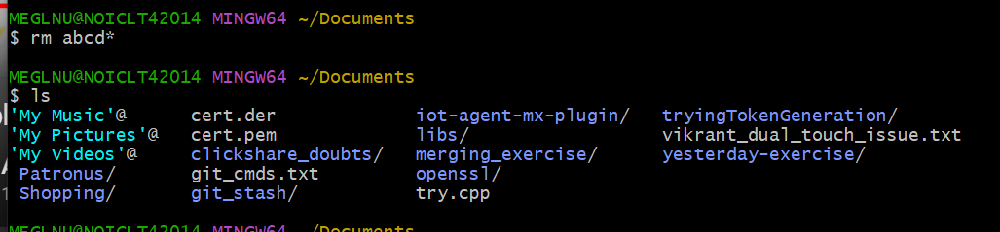 MEGLNU@NOICLT42014 MINGW64 ~/Documents
$ rm abcd*
MEGLNU@NOICLT42014 MINGW64 ~/Documents
$ ls
'My Music'@ cert.der iot-agent-mx-plugin/ tryingTokenGeneration/
'My Pictures'@ cert.pem libs/ vikrant_dual_touch_issue.txt
'My Videos'@ clickshare_doubts/ merging_exercise/ yesterday-exercise/
Patronus/ git_cmds.txt openssl/
Shopping/ git_stash/ try.cpp
MEGLNU@NOICLT42014 MINGW64 ~/Documents